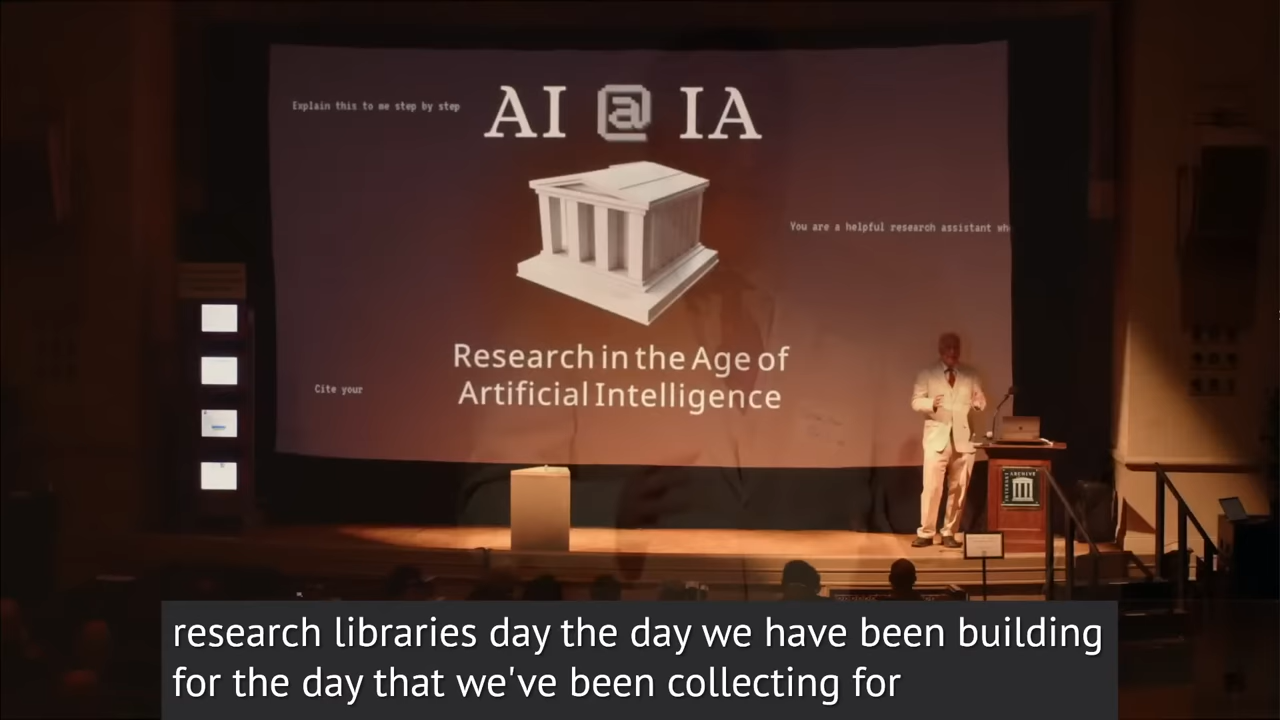 Explain this to me step by step
AI @ IA
You are a helpful research assistant wh
Research in the Age of
Artificial Intelligence
Cite your
INTERNET ARCHIVE
research libraries day the day we have been building
for the day that we've been collecting for